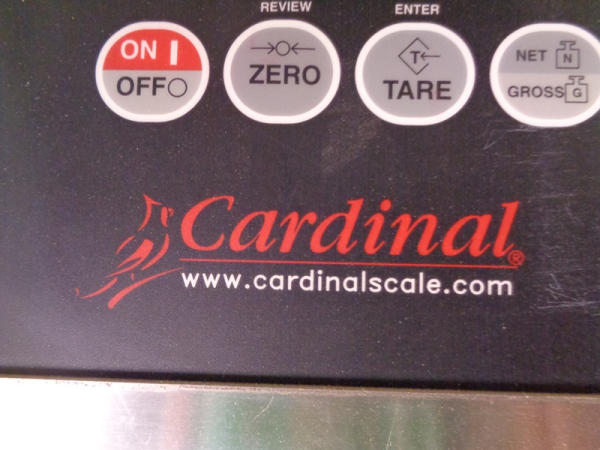 REVIEW ENTER
ON ZERO TARE NET N
OFF GROSS G
T
Cardinal®
www.cardinalscale.com